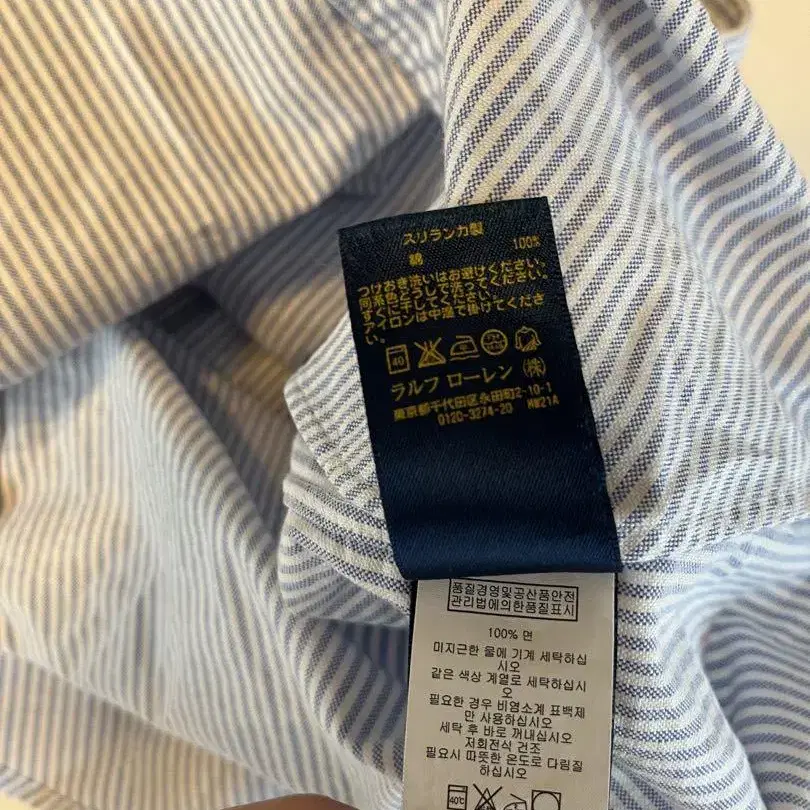 スリランカ製
綿 100%
つけおき洗いはお避けください。
同系色どうしで洗ってください。
すぐに干してください。
アイロンは中温で掛けてくださ
い。
40
ラルフ ローレン (株)
東京都千代田区永田町2-10-1
0120-3274-20 MW21A
품질경영및공산품안전
관리법에의한품질표시
100% 면
미지근한 물에 기계 세탁하십
시오
같은 색상 계열로 세탁하십시
오
필요한 경우 비염소계 표백제
만 사용하십시오
세탁 후 바로 꺼내십시오
저회전식 건조
필요시 따뜻한 온도로 다림질
하십시오
40℃